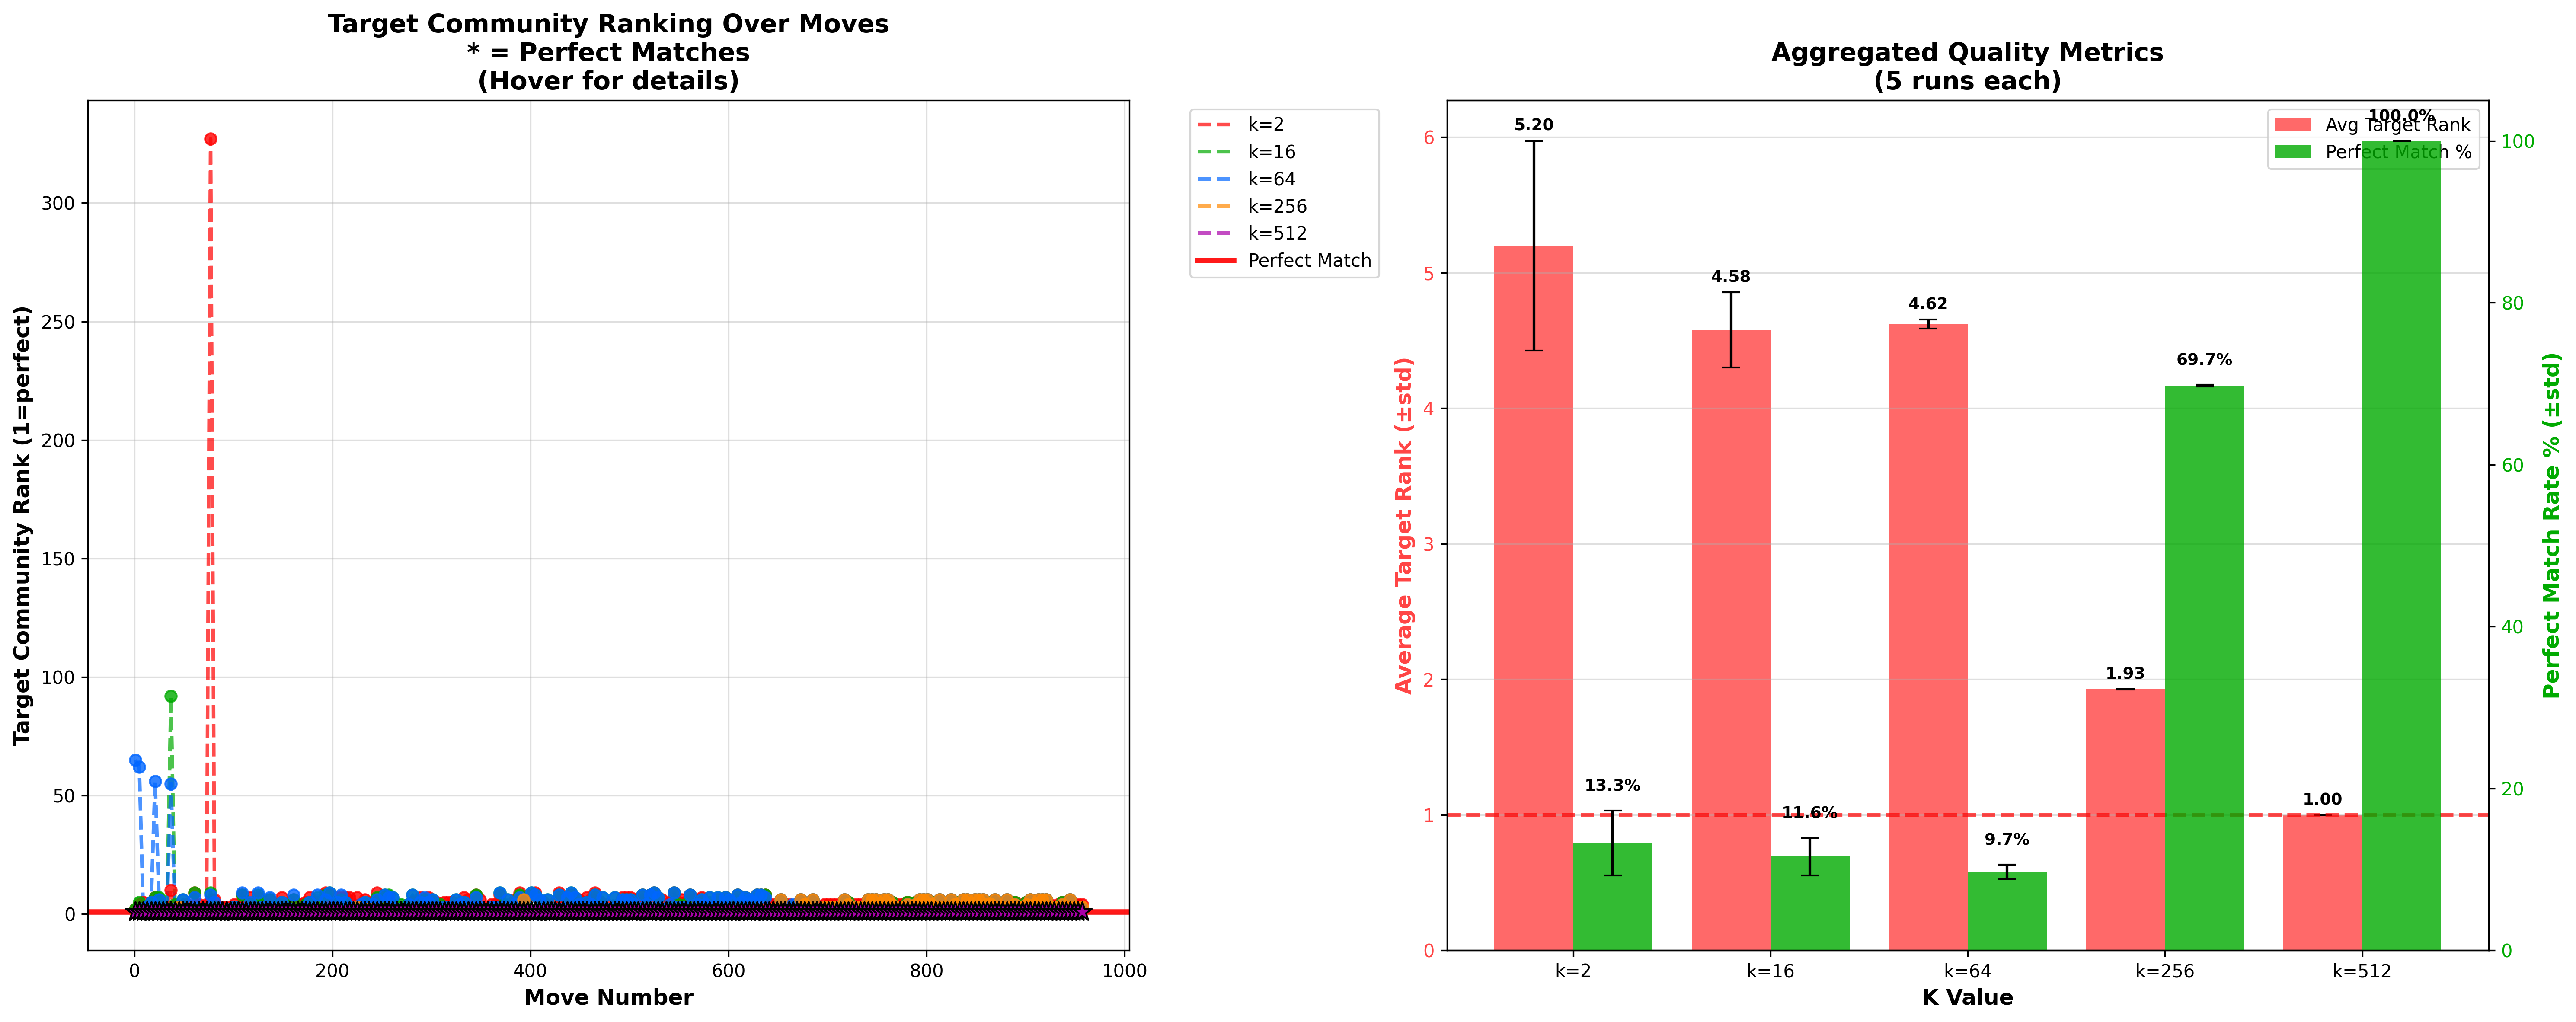 Target Community Ranking Over Moves
* = Perfect Matches
(Hover for details)
Target Community Rank (1=perfect)
300
250
200
150
100
50
0
0 200 400 600 800 1000
Move Number
k=2
k=16
k=64
k=256
k=512
Perfect Match
Aggregated Quality Metrics
(5 runs each)
Average Target Rank (±std)
6
5
4
3
2
1
0
5.20
4.58
4.62
1.93
1.00
13.3%
11.6%
9.7%
69.7%
100.0%
Avg Target Rank
Perfect Match %
100
80
60
40
20
0
Perfect Match Rate % (±std)
k=2 k=16 k=64 k=256 k=512
K Value